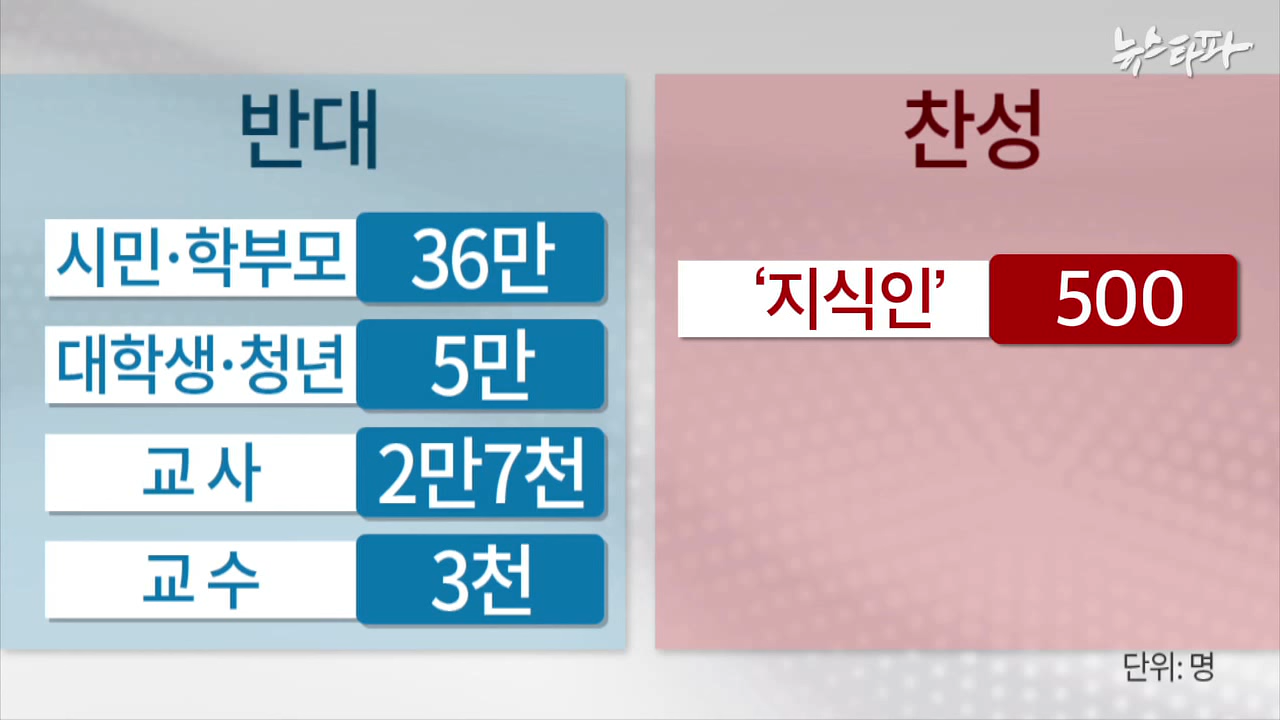 뉴스타파
반대
시민·학부모 36만
대학생·청년 5만
교 사 2만7천
교 수 3천
찬성
‘지식인’ 500
단위: 명